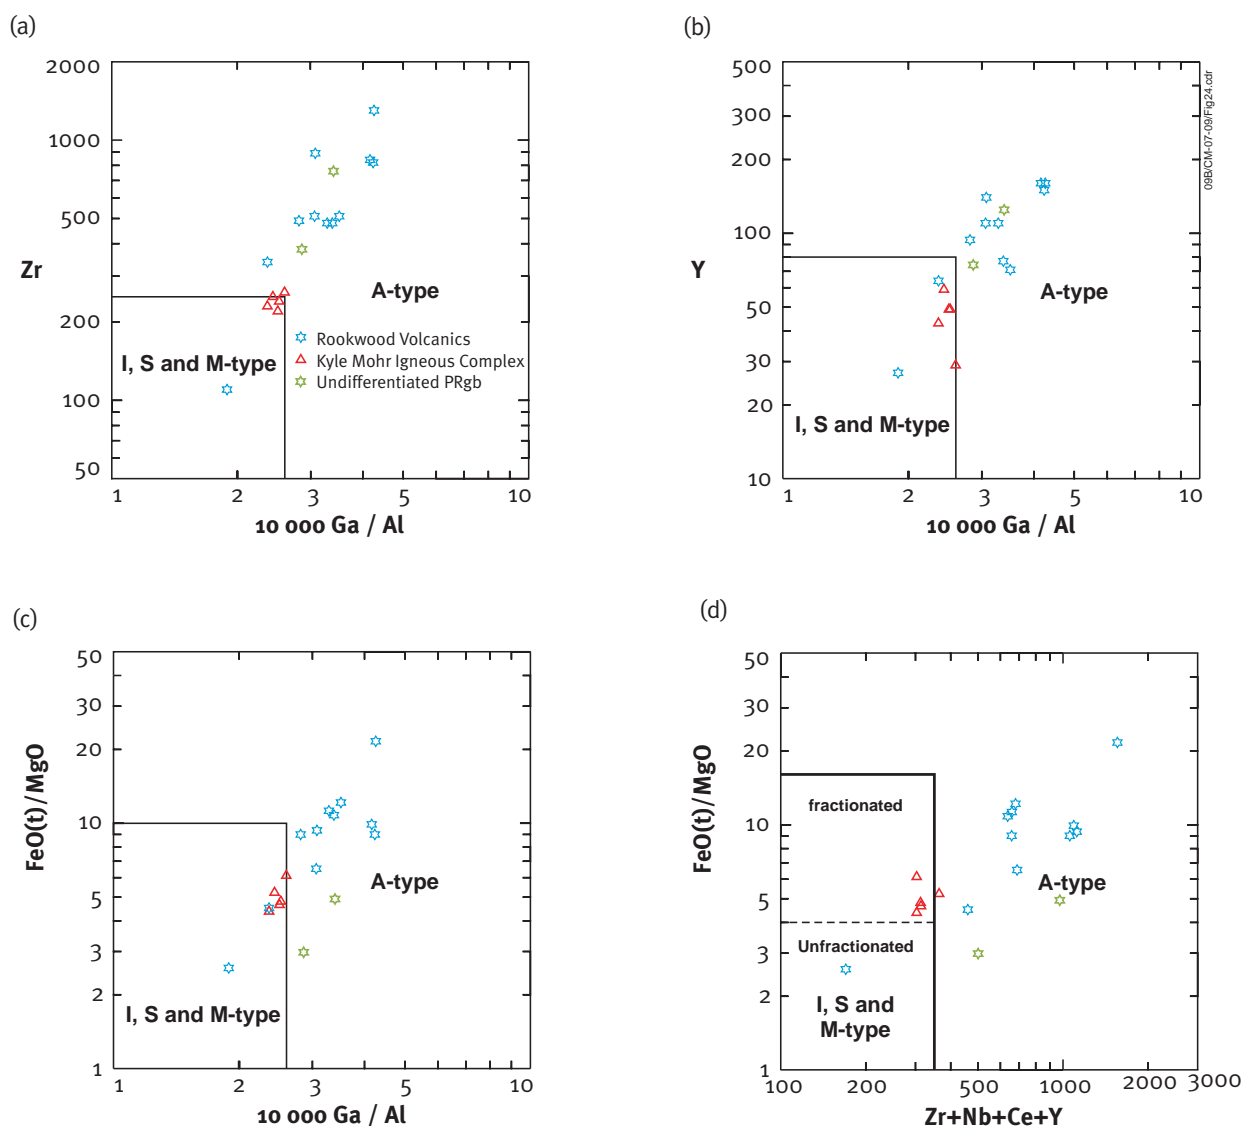 (a)
2000
1000
500
200
100
50
Zr
A-type
I, S and M-type
Rookwood Volcanics
Kyle Mohr Igneous Complex
Undifferentiated PRgb
1 2 3 5 10
10 000 Ga / Al
(b)
500
200
100
50
30
20
10
Y
A-type
I, S and M-type
1 2 3 5 10
10 000 Ga / Al
09B/CM-07-09/Fig24.cdr
(c)
50
30
20
10
5
3
2
1
FeO(t)/MgO
A-type
I, S and M-type
1 2 3 5 10
10 000 Ga / Al
(d)
50
30
20
10
5
3
2
1
FeO(t)/MgO
fractionated
A-type
Unfractionated
I, S and
M-type
100 200 500 1000 2000 3000
Zr+Nb+Ce+Y